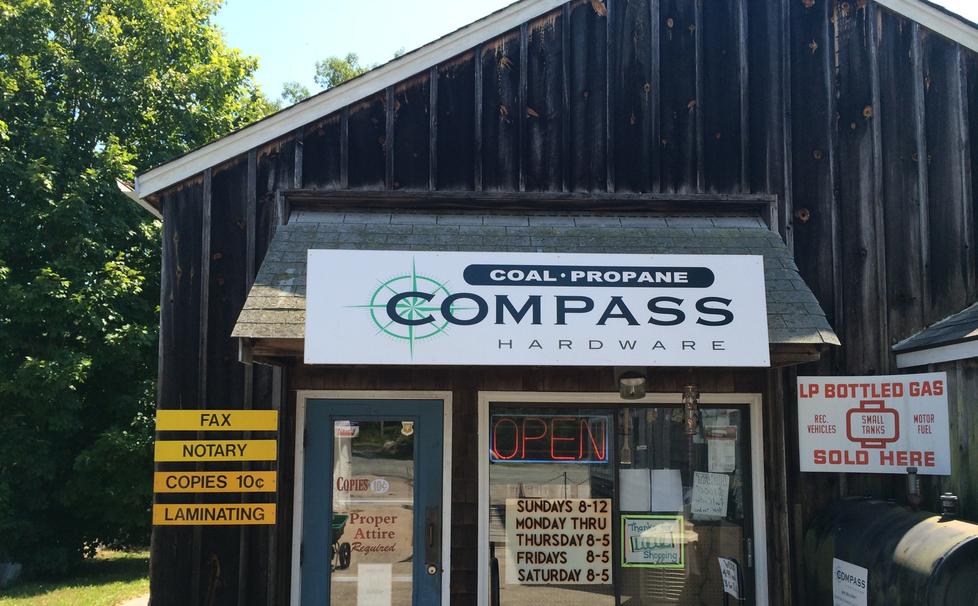 COAL · PROPANE
COMPASS
HARDWARE
FAX
NOTARY
COPIES 10¢
LAMINATING
COPIES 10¢
Proper
Attire
Required
OPEN
SUNDAYS 8-12
MONDAY THRU
THURSDAY 8-5
FRIDAYS 8-5
SATURDAY 8-5
Shopping
LP BOTTLED GAS
REC. VEHICLES
SMALL TANKS
MOTOR FUEL
SOLD HERE
COMPASS